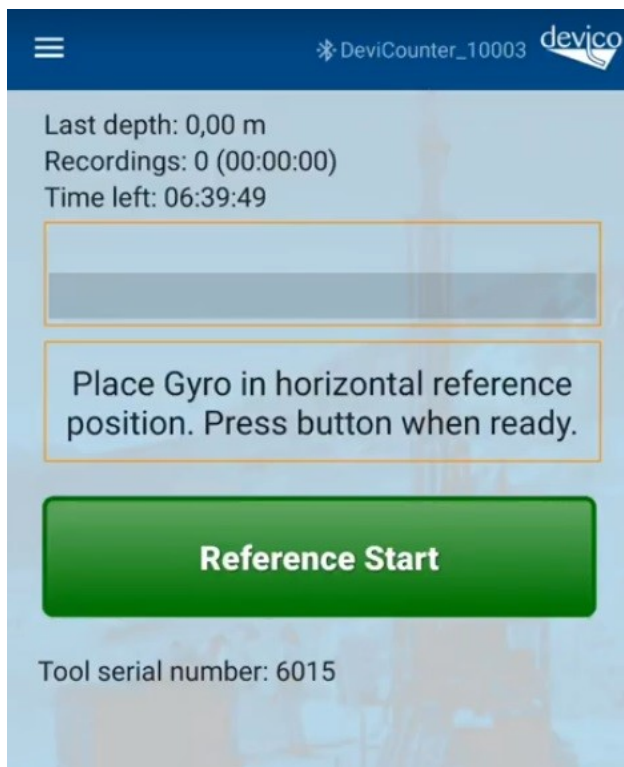 DeviCounter_10003
devico
Last depth: 0,00 m
Recordings: 0 (00:00:00)
Time left: 06:39:49
Place Gyro in horizontal reference
position. Press button when ready.
Reference Start
Tool serial number: 6015